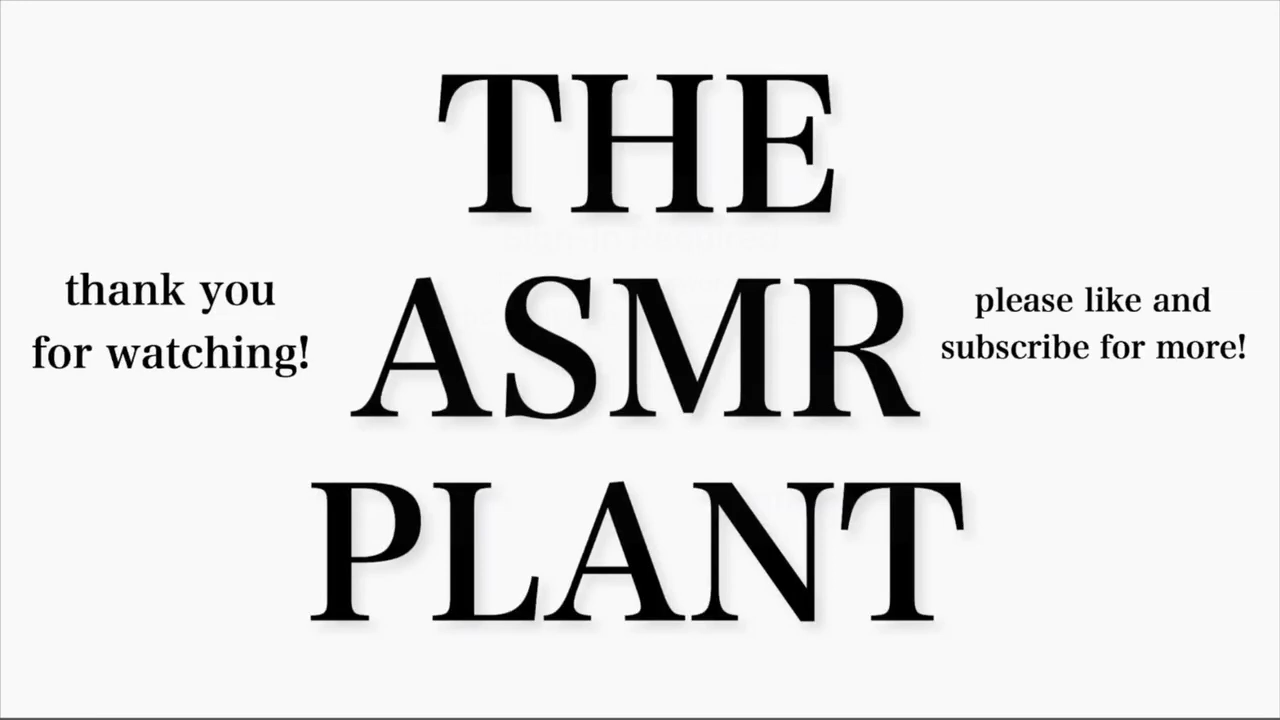 THE
ASMR
PLANT
thank you
for watching!
please like and
subscribe for more!